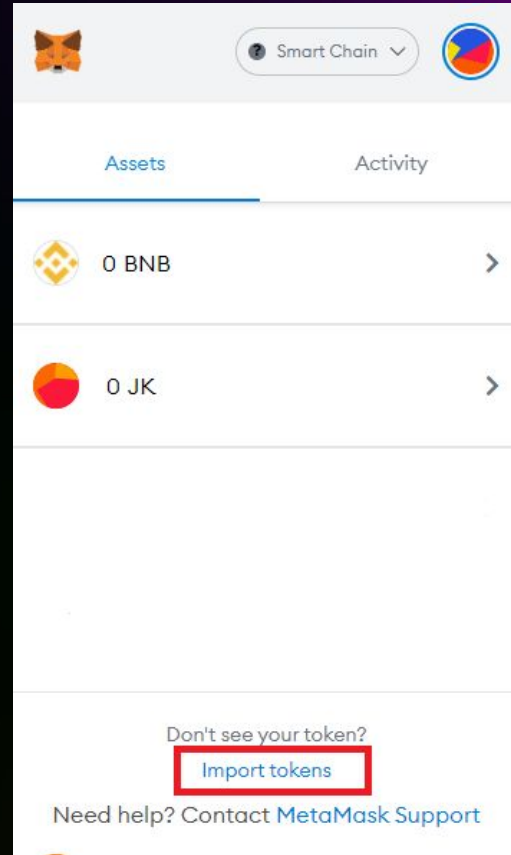 Smart Chain
Assets Activity
0 BNB
0 JK
Don't see your token?
Import tokens
Need help? Contact MetaMask Support